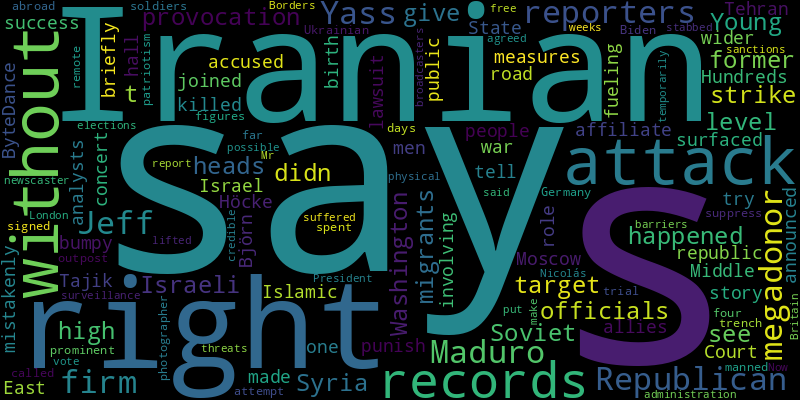 abroad
soldiers
Borders
free
Tehran
success
provocation
Yass
give
reporters
Young
Iranian
State
Ukrainian
agreed
weeks
Biden
stabbed
without
remote
briefly
hall
patriotism
accused
birth
lawsuit
public
broadcasters
measures
fueling
wider
former
ByteDance
t
joined
road
temporarily
sanctions
Hundreds
killed
strike
figures
elections
far
days
people
affiliate
level
possible
men
war
surfaced
says
attack
analysts
concert
report
Mr
heads
didn
physical
tell
try
newscaster
Israel
said
Germany
migrants
role
London
Höcke
Björn
credible
suffered
spent
Washington
involving
S
barriers
suppress
megadonor
announced
signed
Jeff
happened
mistakenly
bumpy
lifted
Moscow
republic
outpost
Nicolás
Middle
Tajik
Israeli
President
target
trial
story
surveillance
Islamic
make
officials
photographer
put
four
Britain
right
high
one
punish
Soviet
allies
see
trench
prominent
threats
Maduro
Court
vote
called
made
manned
Now
East
firm
attempt
Syria
records
Republican
administration